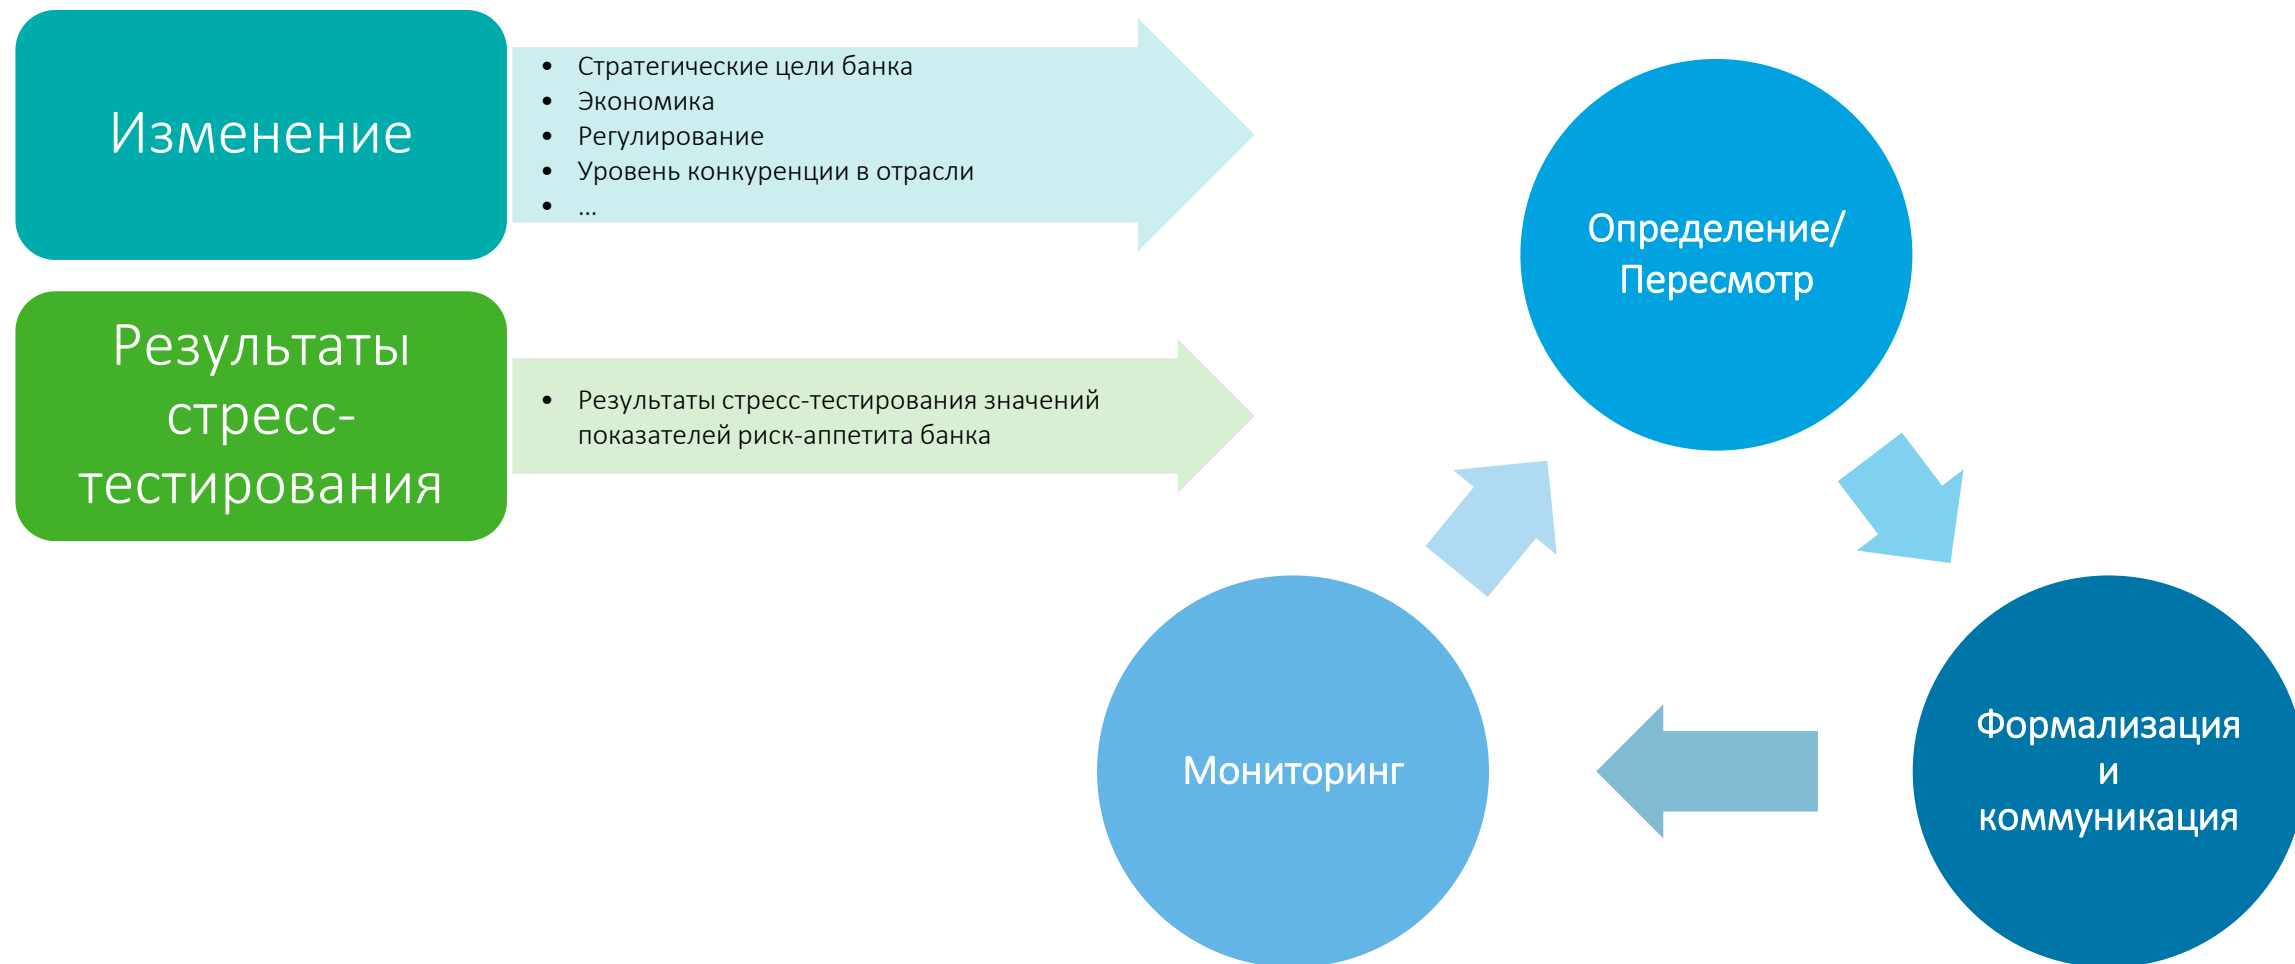 Изменение
• Стратегические цели банка
• Экономика
• Регулирование
• Уровень конкуренции в отрасли
• ...
Результаты
стресс-
тестирования
• Результаты стресс-тестирования значений
показателей риск-аппетита банка
Определение/
Пересмотр
Формализация
и
коммуникация
Мониторинг